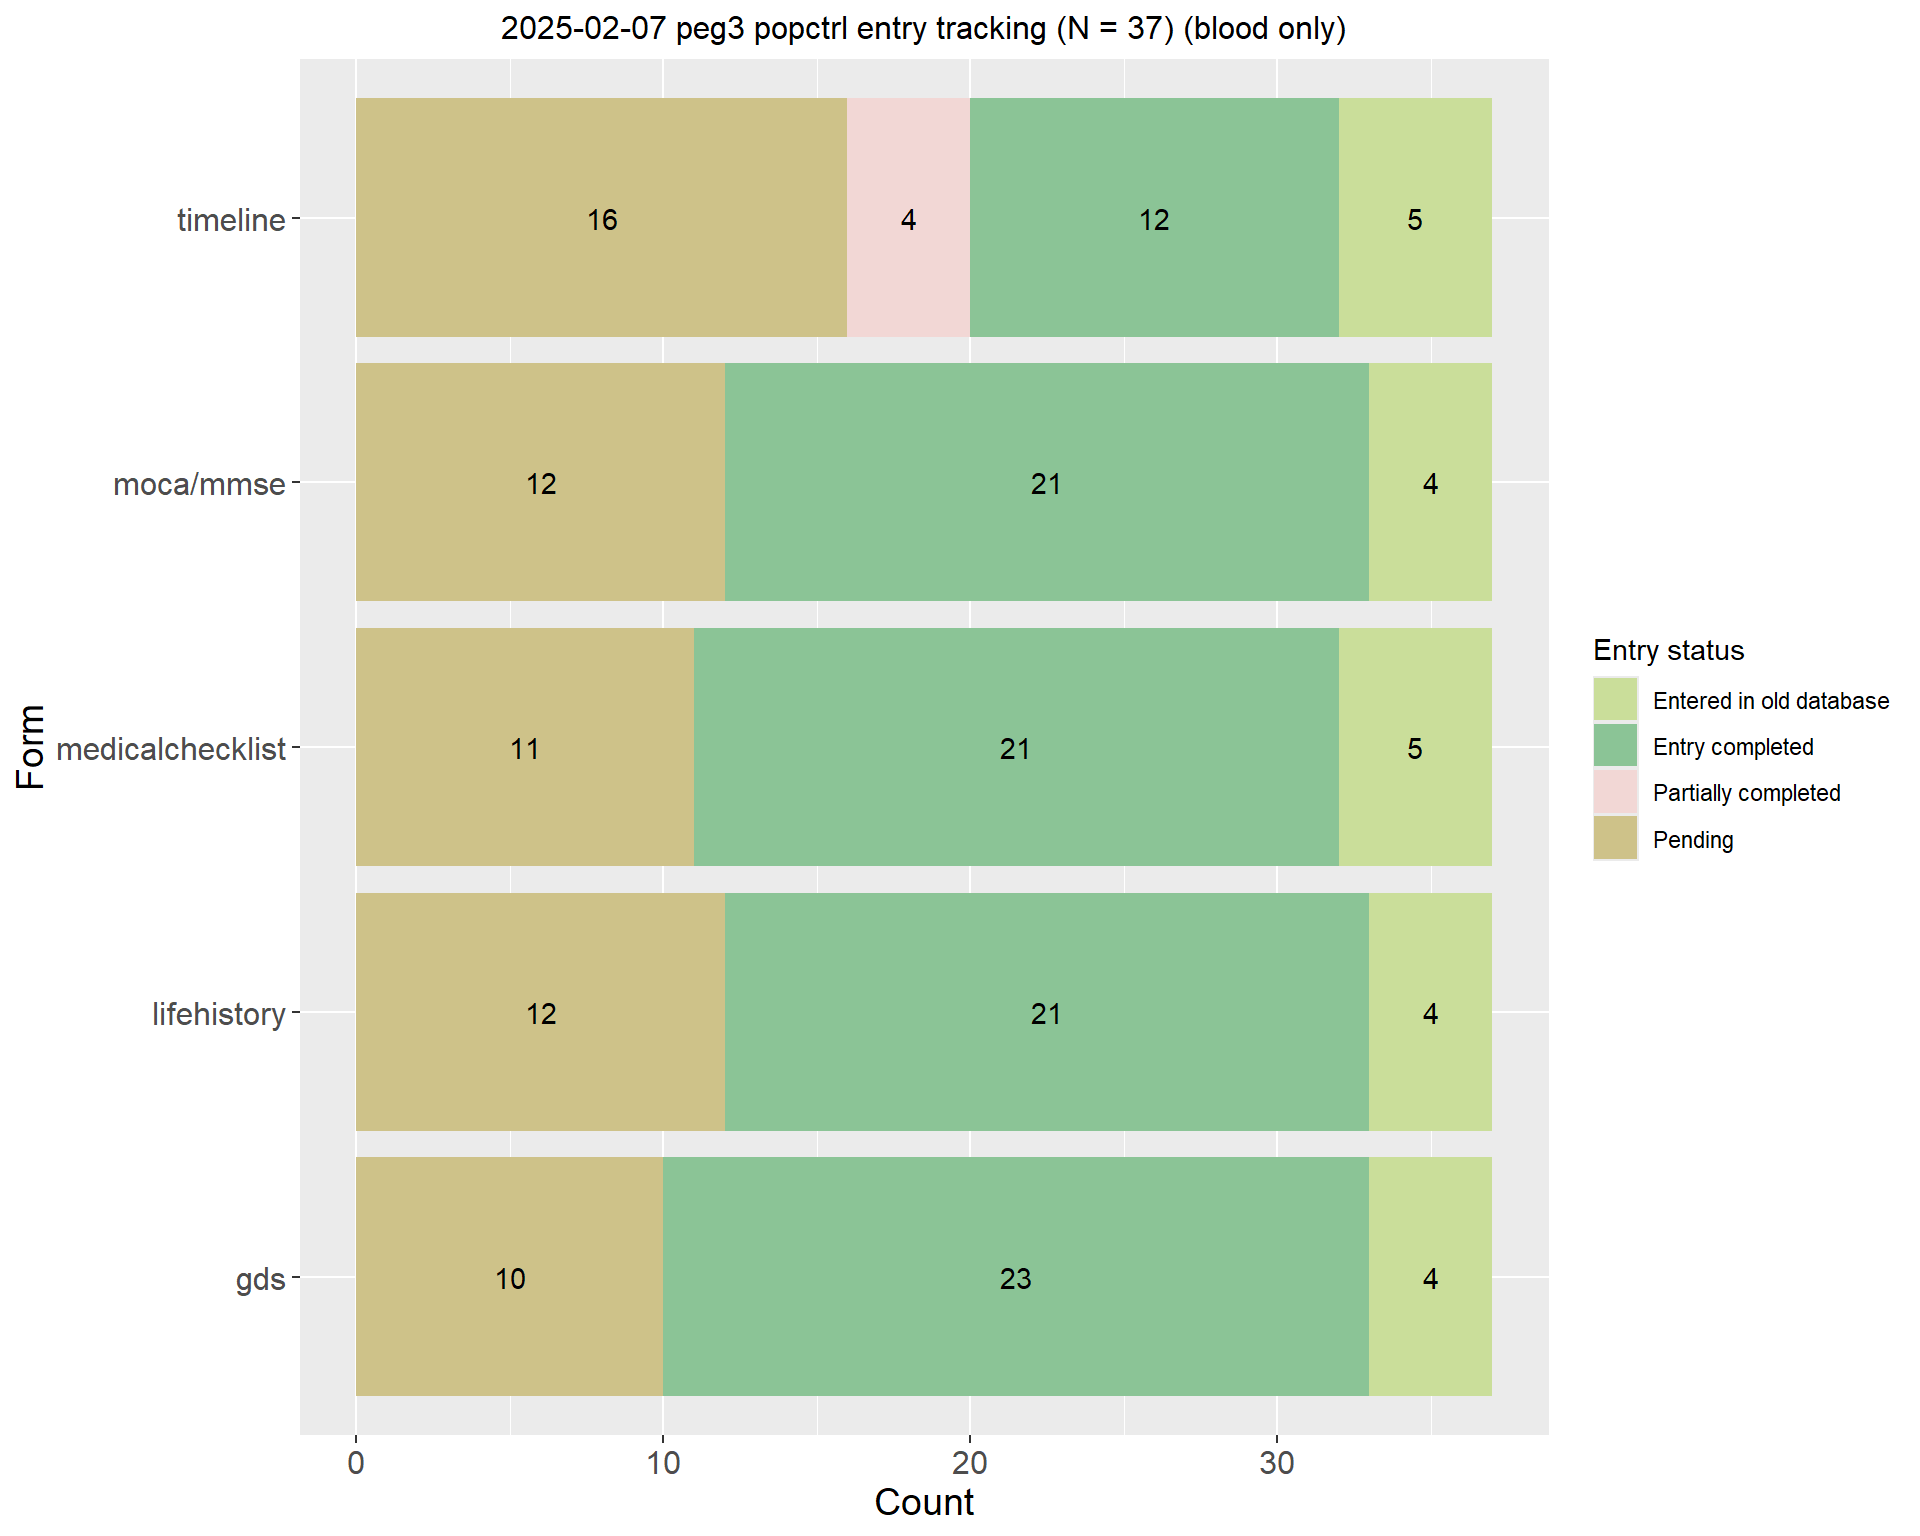 2025-02-07 peg3 popctrl entry tracking (N = 37) (blood only)
timeline
16
4
12
5
moca/mmse
12
21
4
medicalchecklist
11
21
5
lifehistory
12
21
4
gds
10
23
4
Form
0
10
20
30
Count
Entry status
Entered in old database
Entry completed
Partially completed
Pending